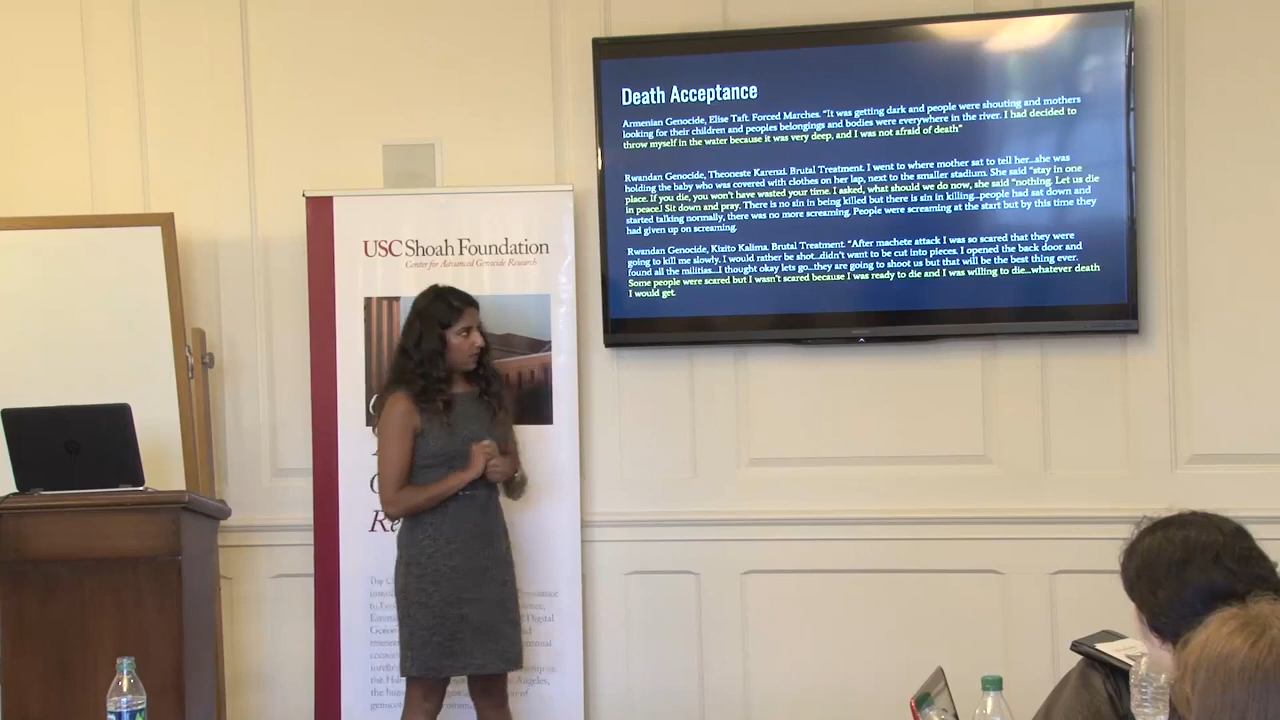 Death Acceptance
Armenian Genocide, Elise Taft. Forced Marches. "It was getting dark and people were shouting and mothers
looking for their children and peoples belongings and bodies were everywhere in the river. I had decided to
throw myself in the water because it was very deep, and I was not afraid of death"
Rwandan Genocide, Theoneste Karenzi. Brutal Treatment. I went to where mother sat to tell her...she was
holding the baby who was covered with clothes on her lap, next to the smaller stadium. She said "stay in one
place. If you die, you won't have wasted your time. I asked, what should we do now, she said "nothing. Let us die
in peace! Sit down and pray. There is no sin in being killed but there is sin in killing...people had sat down and
started talking normally, there was no more screaming. People were screaming at the start but by this time they
had given up on screaming.
Rwandan Genocide, Kizito Kalima. Brutal Treatment. "After machete attack I was so scared that they were
going to kill me slowly. I would rather be shot...didn't want to be cut into pieces. I opened the back door and
found all the militias...I thought okay lets go...they are going to shoot us but that will be the best thing ever.
Some people were scared but I wasn't scared because I was ready to die and I was willing to die...whatever death
I would get.
USC Shoah Foundation
Center for Advanced Genocide Research
Re
The
to
Digital
and
annual
the
Angeles,
the
of